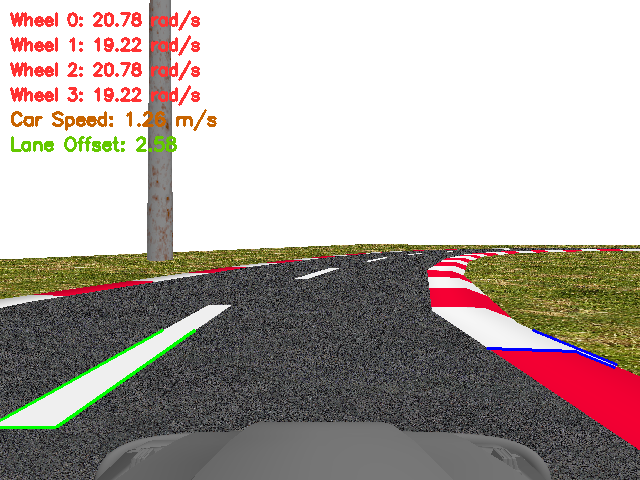 Wheel 0: 20.78 rad/s
Wheel 1: 19.22 rad/s
Wheel 2: 20.78 rad/s
Wheel 3: 19.22 rad/s
Car Speed: 1.26 m/s
Lane Offset: 2.58